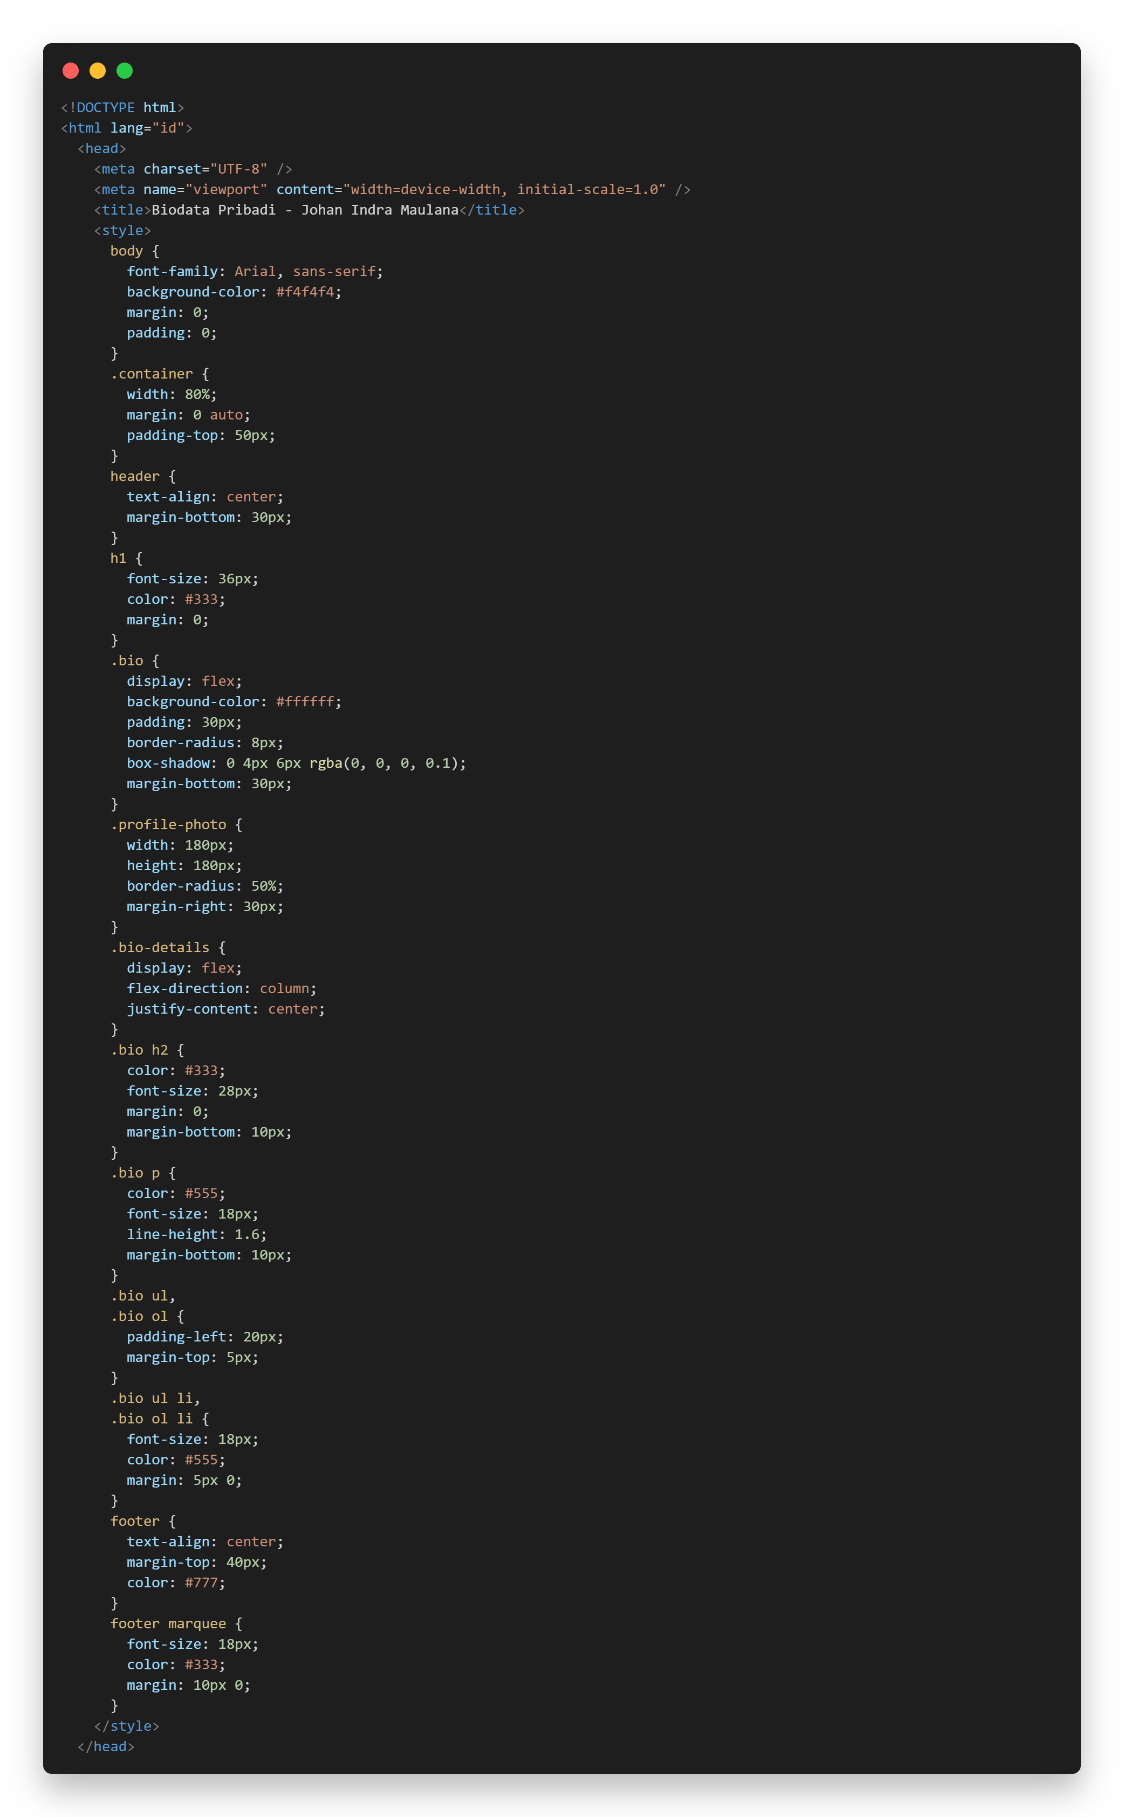 <!DOCTYPE html>
<html lang="id">
  <head>
    <meta charset="UTF-8" />
    <meta name="viewport" content="width=device-width, initial-scale=1.0" />
    <title>Biodata Pribadi - Johan Indra Maulana</title>
    <style>
      body {
        font-family: Arial, sans-serif;
        background-color: #f4f4f4;
        margin: 0;
        padding: 0;
      }
      .container {
        width: 80%;
        margin: 0 auto;
        padding-top: 50px;
      }
      header {
        text-align: center;
        margin-bottom: 30px;
      }
      h1 {
        font-size: 36px;
        color: #333;
        margin: 0;
      }
      .bio {
        display: flex;
        background-color: #ffffff;
        padding: 30px;
        border-radius: 8px;
        box-shadow: 0 4px 6px rgba(0, 0, 0, 0.1);
        margin-bottom: 30px;
      }
      .profile-photo {
        width: 180px;
        height: 180px;
        border-radius: 50%;
        margin-right: 30px;
      }
      .bio-details {
        display: flex;
        flex-direction: column;
        justify-content: center;
      }
      .bio h2 {
        color: #333;
        font-size: 28px;
        margin: 0;
        margin-bottom: 10px;
      }
      .bio p {
        color: #555;
        font-size: 18px;
        line-height: 1.6;
        margin-bottom: 10px;
      }
      .bio ul,
      .bio ol {
        padding-left: 20px;
        margin-top: 5px;
      }
      .bio ul li,
      .bio ol li {
        font-size: 18px;
        color: #555;
        margin: 5px 0;
      }
      footer {
        text-align: center;
        margin-top: 40px;
        color: #777;
      }
      footer marquee {
        font-size: 18px;
        color: #333;
        margin: 10px 0;
      }
    </style>
  </head>